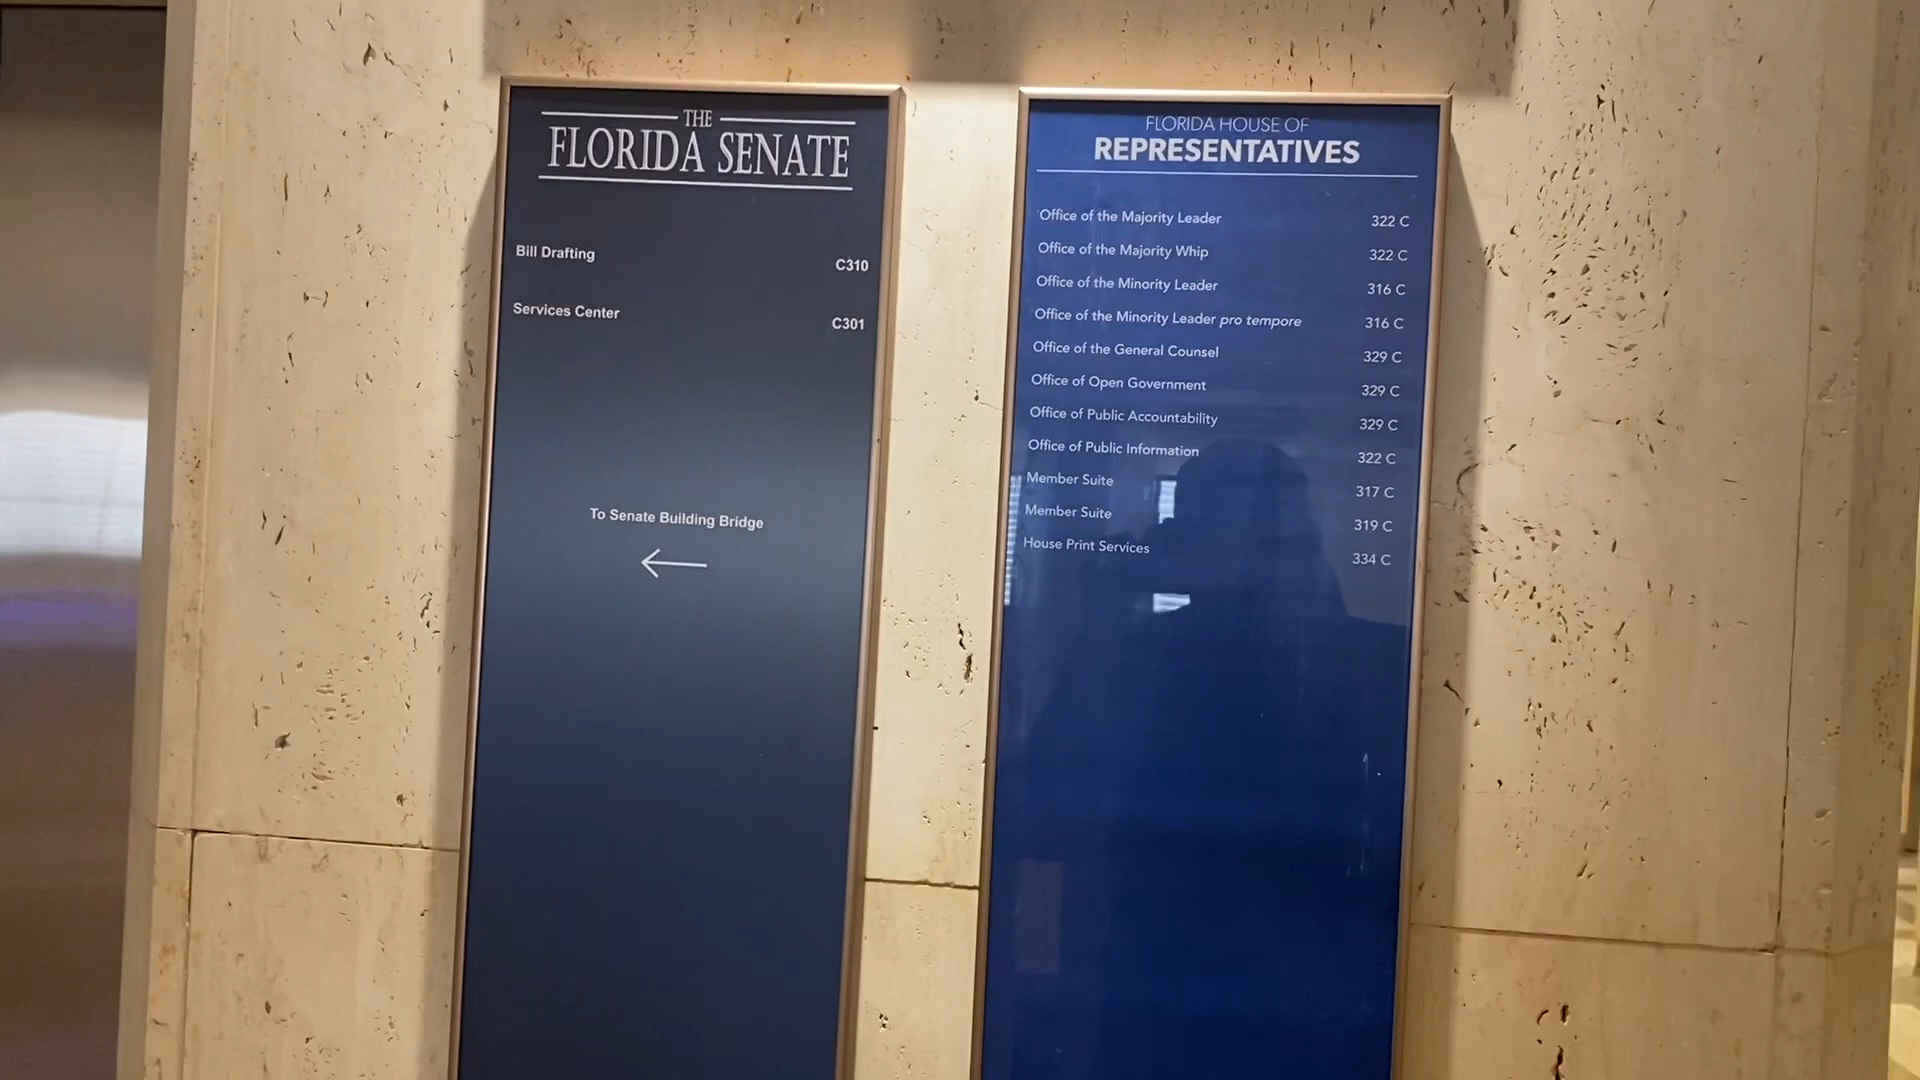 THE
FLORIDA SENATE
Bill Drafting C310
Services Center C301
To Senate Building Bridge
FLORIDA HOUSE OF
REPRESENTATIVES
Office of the Majority Leader 322 C
Office of the Majority Whip 322 C
Office of the Minority Leader 316 C
Office of the Minority Leader pro tempore 316 C
Office of the General Counsel 329 C
Office of Open Government 329 C
Office of Public Accountability 329 C
Office of Public Information 322 C
Member Suite 317 C
Member Suite 319 C
House Print Services 334 C